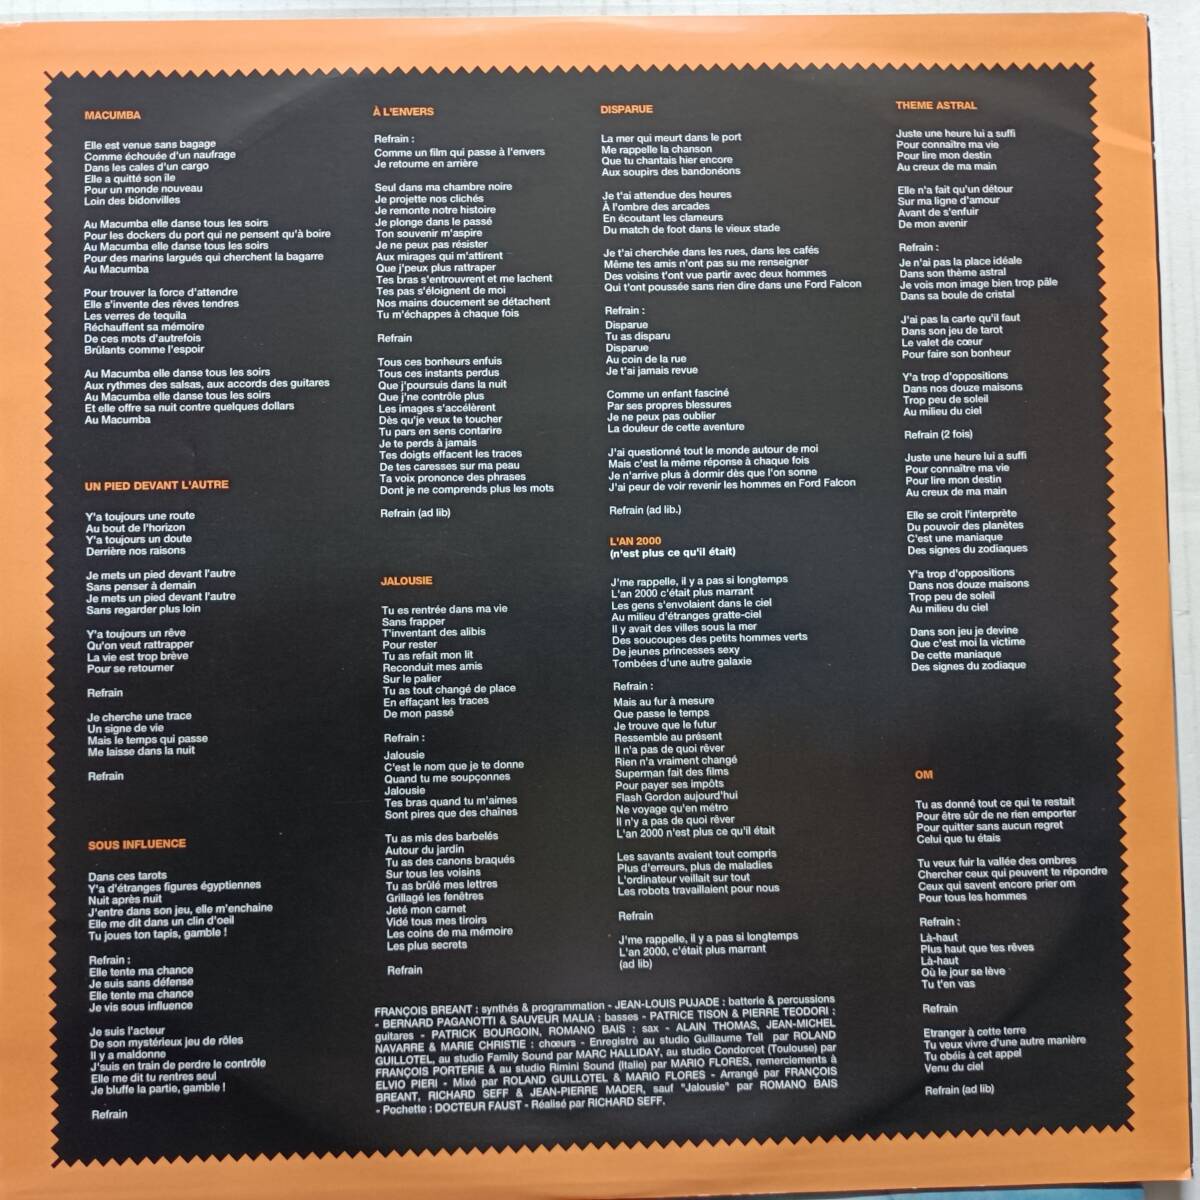 MACUMBA
Elle est venue sans bagage
Comme échouée d'un naufrage
Dans les cales d'un cargo
Elle a quitté son île
Pour un monde nouveau
Loin des bidonvilles
Au Macumba elle danse tous les soirs
Pour les dockers du port qui ne pensent qu'à boire
Au Macumba elle danse tous les soirs
Pour des marins largués qui cherchent la bagarre
Au Macumba
Pour trouver la force d'attendre
Elle s'invente des rêves tendres
Les verres de tequila
Réchauffent sa mémoire
De ces mots d'autrefois
Brûlants comme l'espoir
Au Macumba elle danse tous les soirs
Aux rythmes des salsas, aux accords des guitares
Au Macumba elle danse tous les soirs
Et elle offre sa nuit contre quelques dollars
Au Macumba
UN PIED DEVANT L'AUTRE
Y'a toujours une route
Au bout de l'horizon
Y'a toujours un doute
Derrière nos raisons
Je mets un pied devant l'autre
Sans penser à demain
Je mets un pied devant l'autre
Sans regarder plus loin
Y'a toujours un rêve
Qu'on veut rattrapper
La vie est trop brève
Pour se retourner
Refrain
Je cherche une trace
Un signe de vie
Mais le temps qui passe
Me laisse dans la nuit
Refrain
SOUS INFLUENCE
Dans ces tarots
Y'a d'étranges figures égyptiennes
Nuit après nuit
J'entre dans son jeu, elle m'enchaine
Elle me dit dans un clin d'oeil
Tu joues ton tapis, gamble !
Refrain :
Elle tente ma chance
Je suis sans défense
Elle tente ma chance
Je vis sous influence
Je suis l'acteur
De son mystérieux jeu de rôles
Il y a maldonne
J'suis en train de perdre le contrôle
Elle me dit tu rentres seul
Je bluffe la partie, gamble !
Refrain
À L'ENVERS
Refrain :
Comme un film qui passe à l'envers
Je retourne en arrière
Seul dans ma chambre noire
Je projette nos clichés
Je remonte notre histoire
Je plonge dans le passé
Ton souvenir m'aspire
Je ne peux pas résister
Aux mirages qui m'attirent
Que j'peux plus rattraper
Tes bras s'entrouvrent et me lachent
Tes pas s'éloignent de moi
Nos mains doucement se détachent
Tu m'échappes à chaque fois
Refrain
Tous ces bonheurs enfuis
Tous ces instants perdus
Que j'poursuis dans la nuit
Que j'ne contrôle plus
Les images s'accélèrent
Dès qu'je veux te toucher
Tu pars en sens contarire
Je te perds à jamais
Tes doigts effacent les traces
De tes caresses sur ma peau
Ta voix prononce des phrases
Dont je ne comprends plus les mots
Refrain (ad lib)
JALOUSIE
Tu es rentrée dans ma vie
Sans frapper
T'inventant des alibis
Pour rester
Tu as refait mon lit
Reconduit mes amis
Sur le palier
Tu as tout changé de place
En effaçant les traces
De mon passé
Refrain :
Jalousie
C'est le nom que je te donne
Quand tu me soupçonnes
Jalousie
Tes bras quand tu m'aimes
Sont pires que des chaînes
Tu as mis des barbelés
Autour du jardin
Tu as des canons braqués
Sur tous les voisins
Tu as brûlé mes lettres
Grillagé les fenêtres
Jeté mon carnet
Vidé tous mes tiroirs
Les coins de ma mémoire
Les plus secrets
Refrain
DISPARUE
La mer qui meurt dans le port
Me rappelle la chanson
Que tu chantais hier encore
Aux soupirs des bandonéons
Je t'ai attendue des heures
À l'ombre des arcades
En écoutant les clameurs
Du match de foot dans le vieux stade
Je t'ai cherchée dans les rues, dans les cafés
Même tes amis n'ont pas su me renseigner
Des voisins t'ont vue partir avec deux hommes
Qui t'ont poussée sans rien dire dans une Ford Falcon
Refrain :
Disparue
Tu as disparu
Disparue
Au coin de la rue
Je t'ai jamais revue
Comme un enfant fasciné
Par ses propres blessures
Je ne peux pas oublier
La douleur de cette aventure
J'ai questionné tout le monde autour de moi
Mais c'est la même réponse à chaque fois
Je n'arrive plus à dormir dès que l'on sonne
J'ai peur de voir revenir les hommes en Ford Falcon
Refrain (ad lib.)
L'AN 2000
(n'est plus ce qu'il était)
J'me rappelle, il y a pas si longtemps
L'an 2000 c'était plus marrant
Les gens s'envolaient dans le ciel
Au milieu d'étranges gratte-ciel
Il y avait des villes sous la mer
Des soucoupes des petits hommes verts
De jeunes princesses sexy
Tombées d'une autre galaxie
Refrain :
Mais au fur à mesure
Que passe le temps
Je trouve que le futur
Ressemble au présent
Il n'a pas de quoi rêver
Rien n'a vraiment changé
Superman fait des films
Pour payer ses impôts
Flash Gordon aujourd'hui
Ne voyage qu'en métro
Il n'y a pas de quoi rêver
L'an 2000 n'est plus ce qu'il était
Les savants avaient tout compris
Plus d'erreurs, plus de maladies
L'ordinateur veillait sur tout
Les robots travaillaient pour nous
Refrain
J'me rappelle, il y a pas si longtemps
L'an 2000, c'était plus marrant
(ad lib)
THEME ASTRAL
Juste une heure lui a suffi
Pour connaître ma vie
Pour lire mon destin
Au creux de ma main
Elle n'a fait qu'un détour
Sur ma ligne d'amour
Avant de s'enfuir
De mon avenir
Refrain :
Je n'ai pas la place idéale
Dans son thème astral
Je vois mon image bien trop pâle
Dans sa boule de cristal
J'ai pas la carte qu'il faut
Dans son jeu de tarot
Le valet de cœur
Pour faire son bonheur
Y'a trop d'oppositions
Dans nos douze maisons
Trop peu de soleil
Au milieu du ciel
Refrain (2 fois)
Juste une heure lui a suffi
Pour connaître ma vie
Pour lire mon destin
Au creux de ma main
Elle se croit l'interprète
Du pouvoir des planètes
C'est une maniaque
Des signes du zodiaques
Y'a trop d'oppositions
Dans nos douze maisons
Trop peu de soleil
Au milieu du ciel
Dans son jeu je devine
Que c'est moi la victime
De cette maniaque
Des signes du zodiaque
OM
Tu as donné tout ce qui te restait
Pour être sûr de ne rien emporter
Pour quitter sans aucun regret
Celui que tu étais
Tu veux fuir la vallée des ombres
Chercher ceux qui peuvent te répondre
Ceux qui savent encore prier om
Pour tous les hommes
Refrain :
Là-haut
Plus haut que tes rêves
Là-haut
Où le jour se lève
Tu t'en vas
Refrain
Etranger à cette terre
Tu veux vivre d'une autre manière
Tu obéis à cet appel
Venu du ciel
Refrain (ad lib)
FRANÇOIS BREANT : synthés & programmation - JEAN-LOUIS PUJADE : batterie & percussions
- BERNARD PAGANOTTI & SAUVEUR MALIA : basses - PATRICE TISON & PIERRE TEODORI :
guitares - PATRICK BOURGOIN, ROMANO BAIS : sax - ALAIN THOMAS, JEAN-MICHEL
NAVARRE & MARIE CHRISTIE : chœurs - Enregistré au studio Guillaume Tell par ROLAND
GUILLOTEL, au studio Family Sound par MARC HALLIDAY, au studio Condorcet (Toulouse) par
FRANÇOIS PORTERIE & au studio Rimini Sound (Italie) par MARIO FLORES, remerciements à
ELVIO PIERI - Mixé par ROLAND GUILLOTEL & MARIO FLORES - Arrangé par FRANÇOIS
BREANT, RICHARD SEFF & JEAN-PIERRE MADER, sauf "Jalousie" par ROMANO BAIS
- Pochette : DOCTEUR FAUST - Réalisé par RICHARD SEFF.